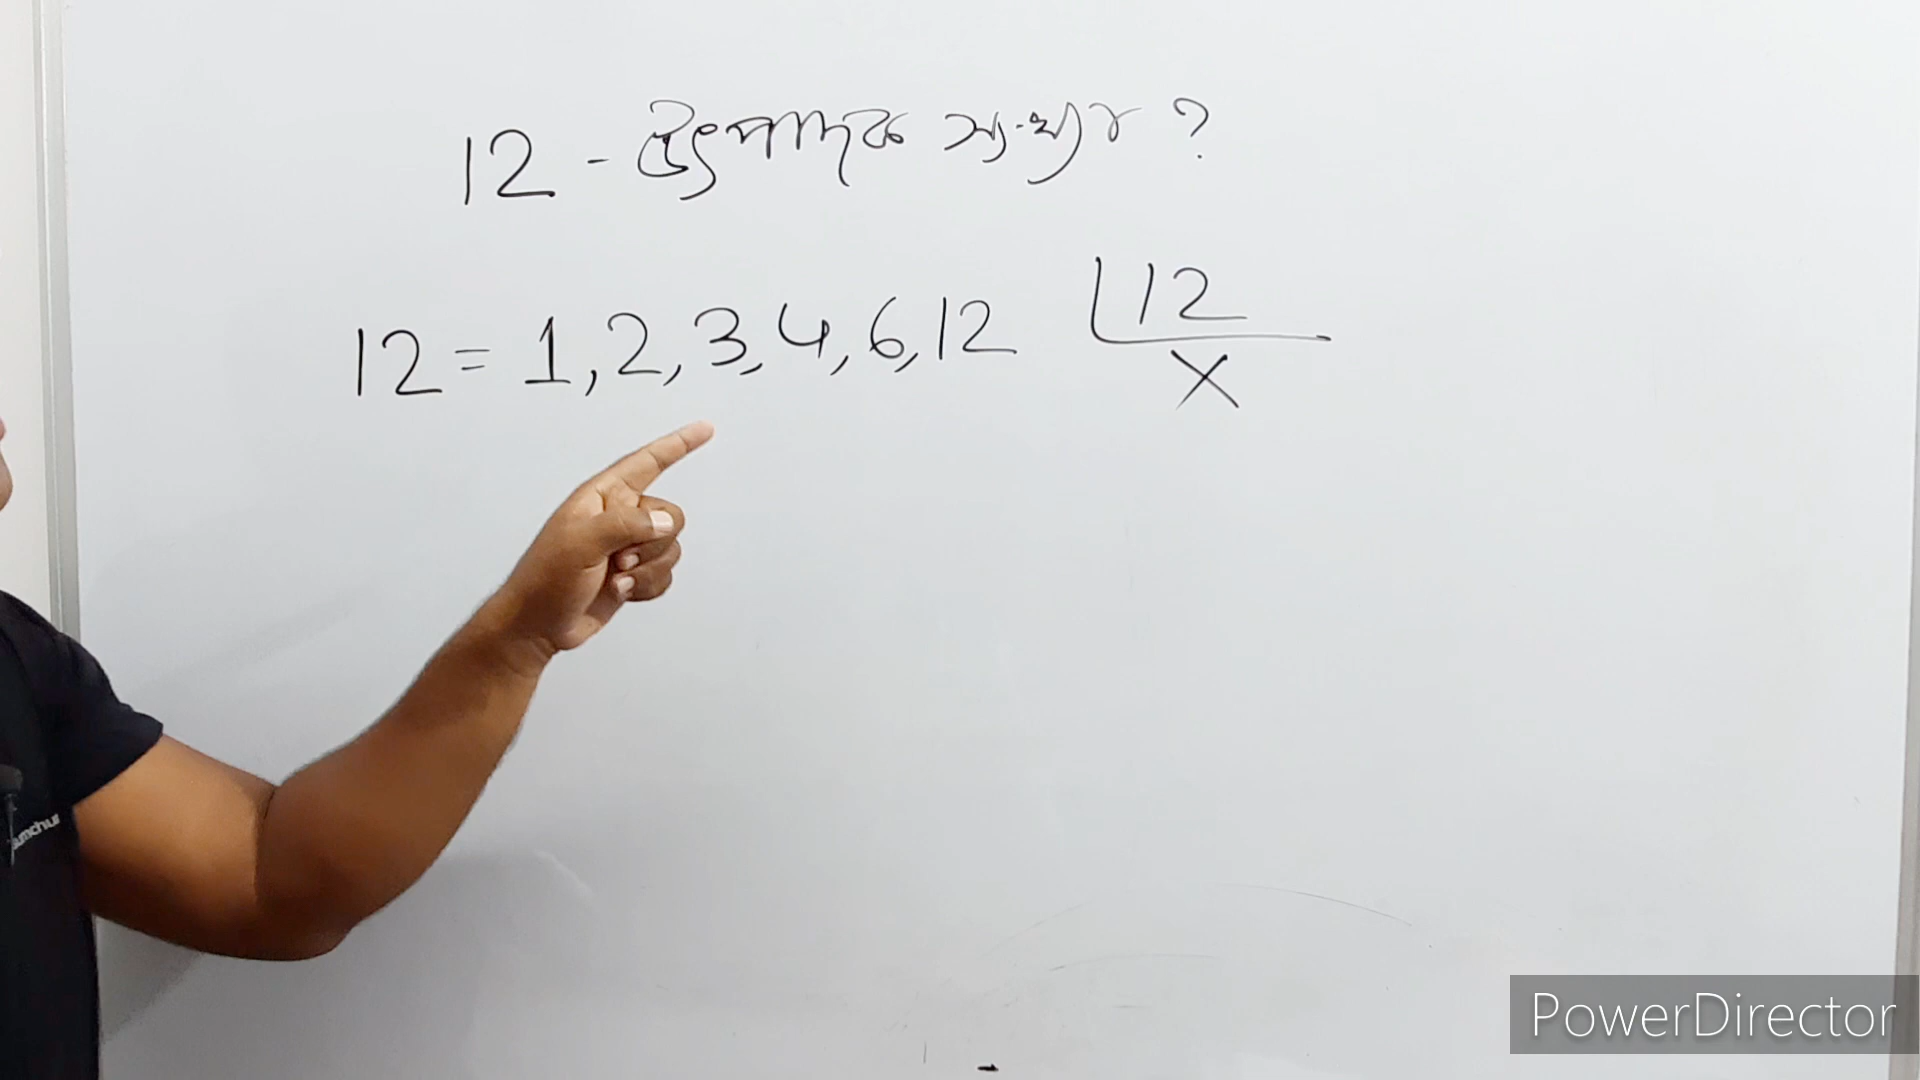 12 - উৎপাদক সংখ্যা ?
12 = 1, 2, 3, 4, 6, 12
12
X
PowerDirector